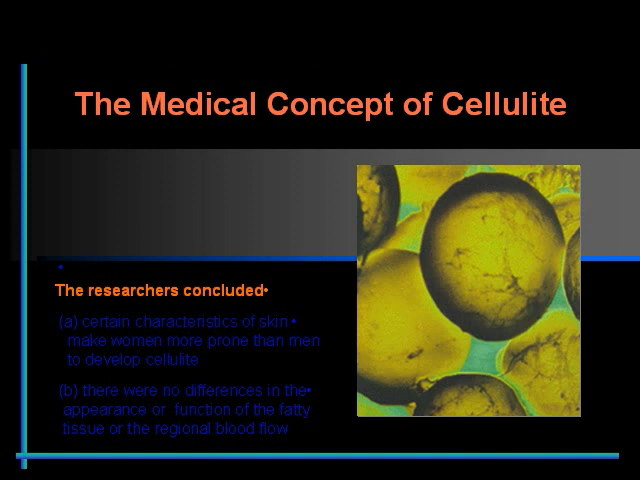 The Medical Concept of Cellulite
•
The researchers concluded•
(a) certain characteristics of skin •
make women more prone than men
to develop cellulite
(b) there were no differences in the•
appearance or function of the fatty
tissue or the regional blood flow